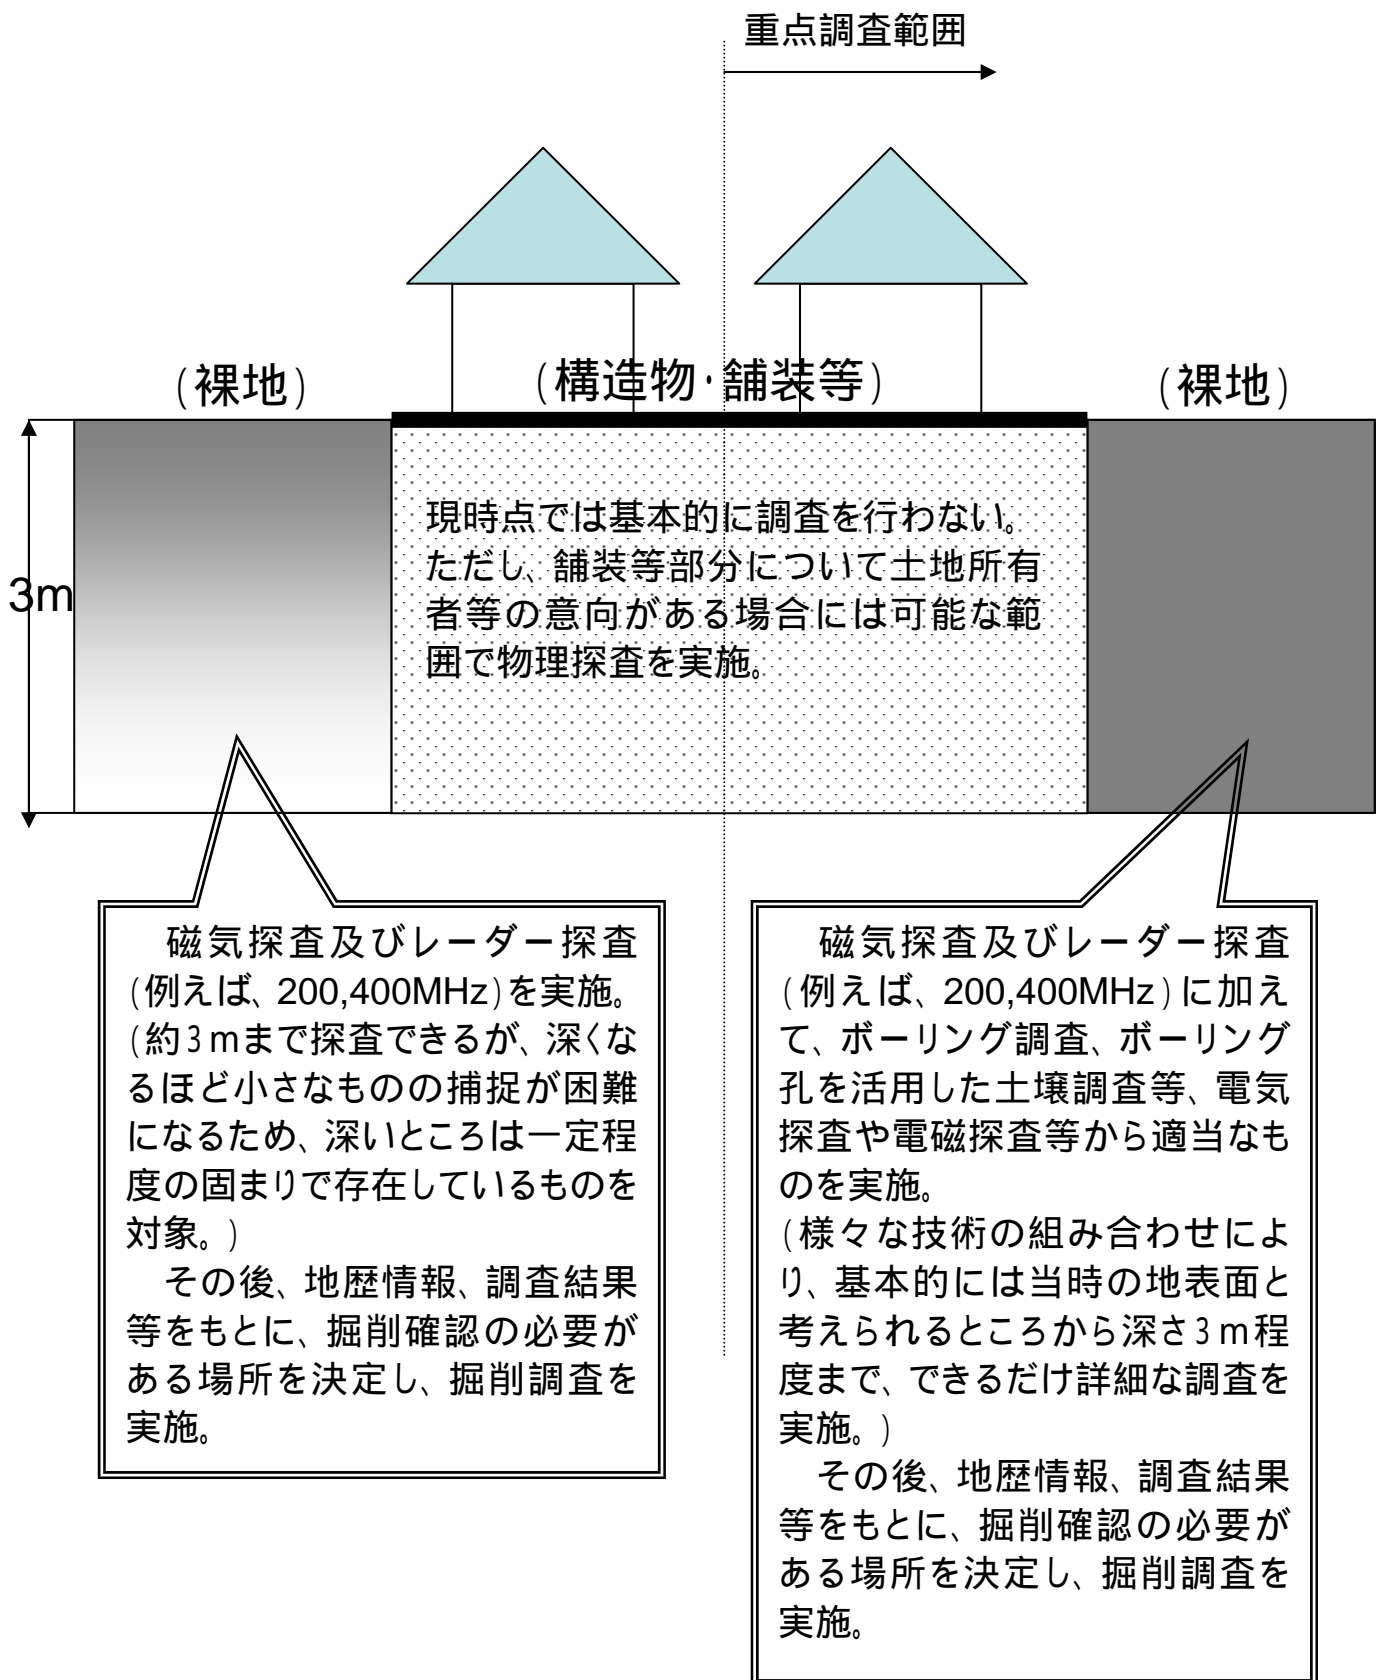 重点調査範囲
(裸地)
(構造物・舗装等)
(裸地)
3m
現時点では基本的に調査を行わない。
ただし、舗装等部分について土地所有
者等の意向がある場合には可能な範
囲で物理探査を実施。
磁気探査及びレーダー探査
(例えば、200,400MHz)を実施。
(約3mまで探査できるが、深くな
るほど小さなものの捕捉が困難
になるため、深いところは一定程
度の固まりで存在しているものを
対象。)
その後、地歴情報、調査結果
等をもとに、掘削確認の必要が
ある場所を決定し、掘削調査を
実施。
磁気探査及びレーダー探査
(例えば、200,400MHz)に加え
て、ボーリング調査、ボーリング
孔を活用した土壌調査等、電気
探査や電磁探査等から適当なも
のを実施。
(様々な技術の組み合わせによ
り、基本的には当時の地表面と
考えられるところから深さ3m程
度まで、できるだけ詳細な調査を
実施。)
その後、地歴情報、調査結果
等をもとに、掘削確認の必要が
ある場所を決定し、掘削調査を
実施。